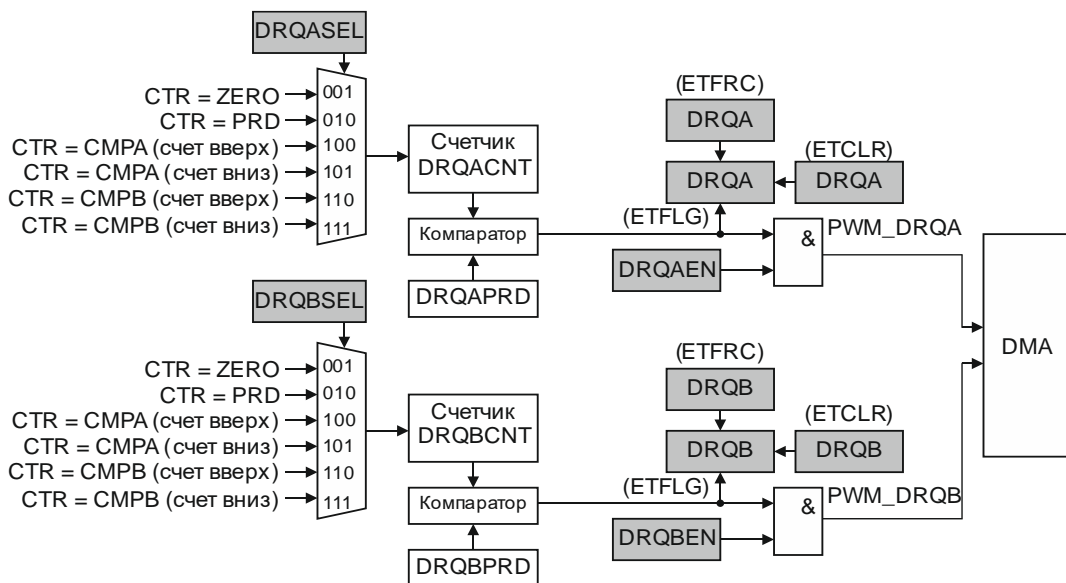 DRQASEL
CTR = ZERO
001
CTR = PRD
010
CTR = CMPA (счет вверх)
100
CTR = CMPA (счет вниз)
101
CTR = CMPB (счет вверх)
110
CTR = CMPB (счет вниз)
111
Счетчик
DRQACNT
Компаратор
DRQAPRD
(ETFRC)
DRQA
(ETCLR)
DRQA
DRQA
(ETFLG)
DRQAEN
&
PWM_DRQA
DMA
DRQBSEL
CTR = ZERO
001
CTR = PRD
010
CTR = CMPA (счет вверх)
100
CTR = CMPA (счет вниз)
101
CTR = CMPB (счет вверх)
110
CTR = CMPB (счет вниз)
111
Счетчик
DRQBCNT
Компаратор
DRQBPRD
(ETFRC)
DRQB
(ETCLR)
DRQB
DRQB
(ETFLG)
DRQBEN
&
PWM_DRQB